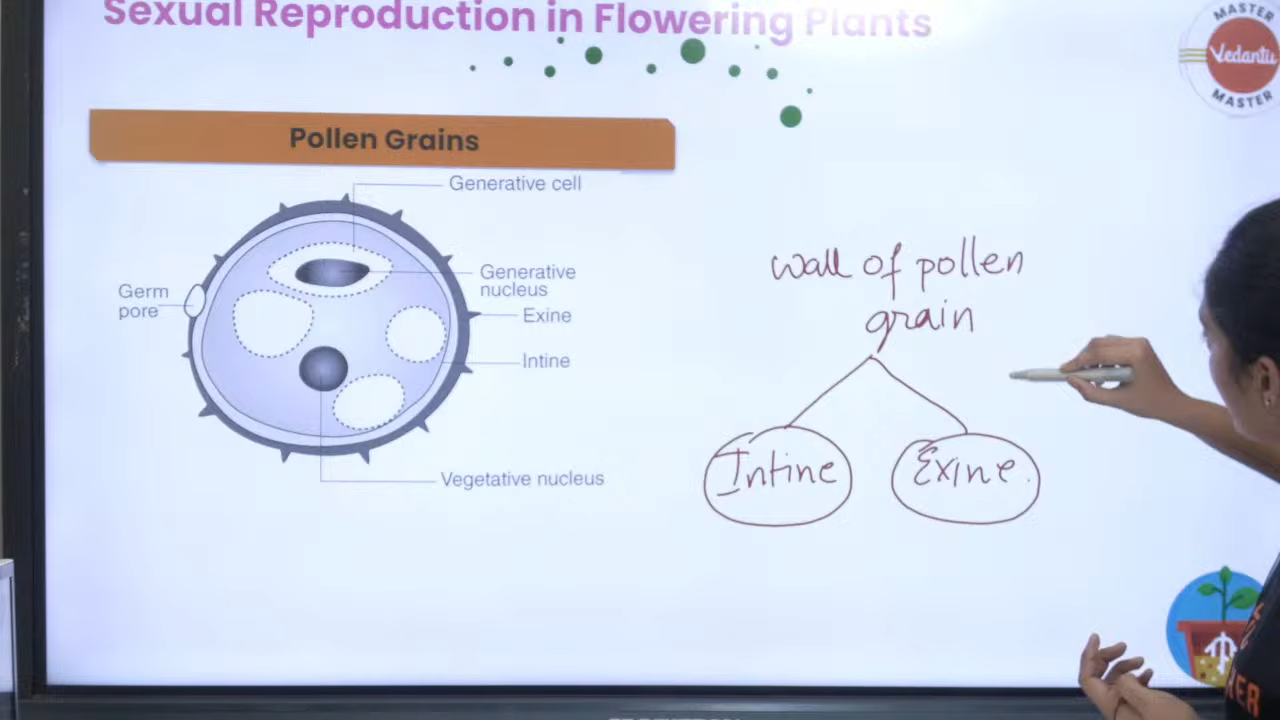 Sexual Reproduction in Flowering Plants
MASTER
Vedantu
MASTER
Pollen Grains
Generative cell
Generative
nucleus
Germ
pore
Exine
Intine
Vegetative nucleus
wall of pollen
grain
Intine
Exine.